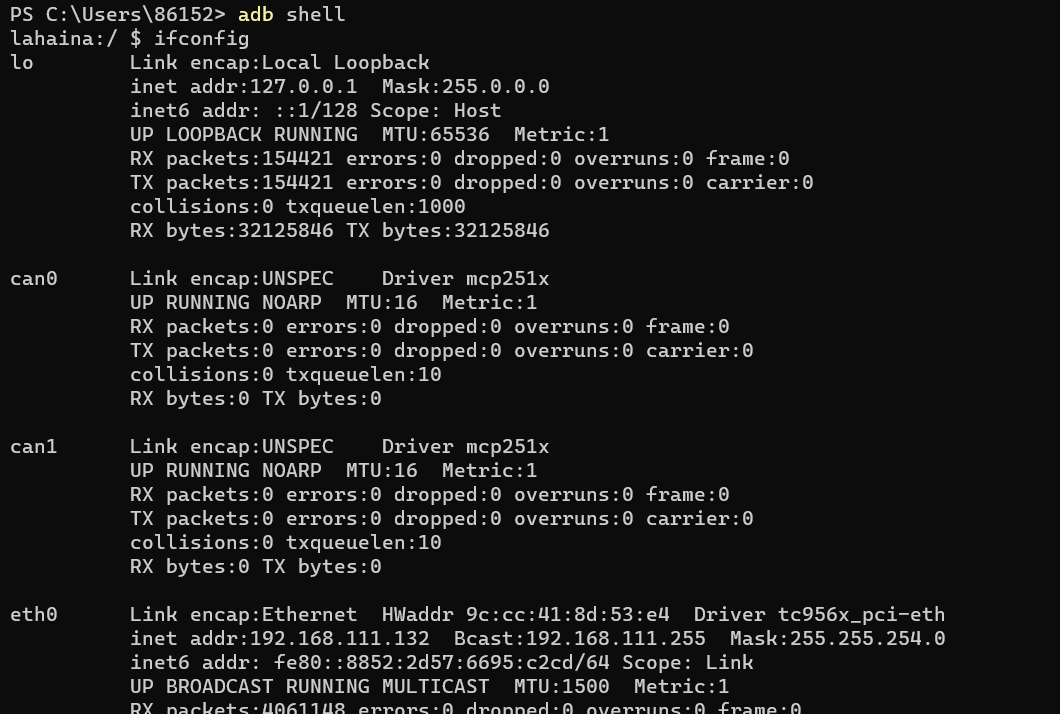 PS C:\Users\86152> adb shell
lahaina:/ $ ifconfig
lo        Link encap:Local Loopback
          inet addr:127.0.0.1  Mask:255.0.0.0
          inet6 addr: ::1/128 Scope: Host
          UP LOOPBACK RUNNING  MTU:65536  Metric:1
          RX packets:154421 errors:0 dropped:0 overruns:0 frame:0
          TX packets:154421 errors:0 dropped:0 overruns:0 carrier:0
          collisions:0 txqueuelen:1000
          RX bytes:32125846 TX bytes:32125846

can0      Link encap:UNSPEC    Driver mcp251x
          UP RUNNING NOARP  MTU:16  Metric:1
          RX packets:0 errors:0 dropped:0 overruns:0 frame:0
          TX packets:0 errors:0 dropped:0 overruns:0 carrier:0
          collisions:0 txqueuelen:10
          RX bytes:0 TX bytes:0

can1      Link encap:UNSPEC    Driver mcp251x
          UP RUNNING NOARP  MTU:16  Metric:1
          RX packets:0 errors:0 dropped:0 overruns:0 frame:0
          TX packets:0 errors:0 dropped:0 overruns:0 carrier:0
          collisions:0 txqueuelen:10
          RX bytes:0 TX bytes:0

eth0      Link encap:Ethernet  HWaddr 9c:cc:41:8d:53:e4  Driver tc956x_pci-eth
          inet addr:192.168.111.132  Bcast:192.168.111.255  Mask:255.255.254.0
          inet6 addr: fe80::8852:2d57:6695:c2cd/64 Scope: Link
          UP BROADCAST RUNNING MULTICAST  MTU:1500  Metric:1
          RX packets:4061148 errors:0 dropped:0 overruns:0 frame:0